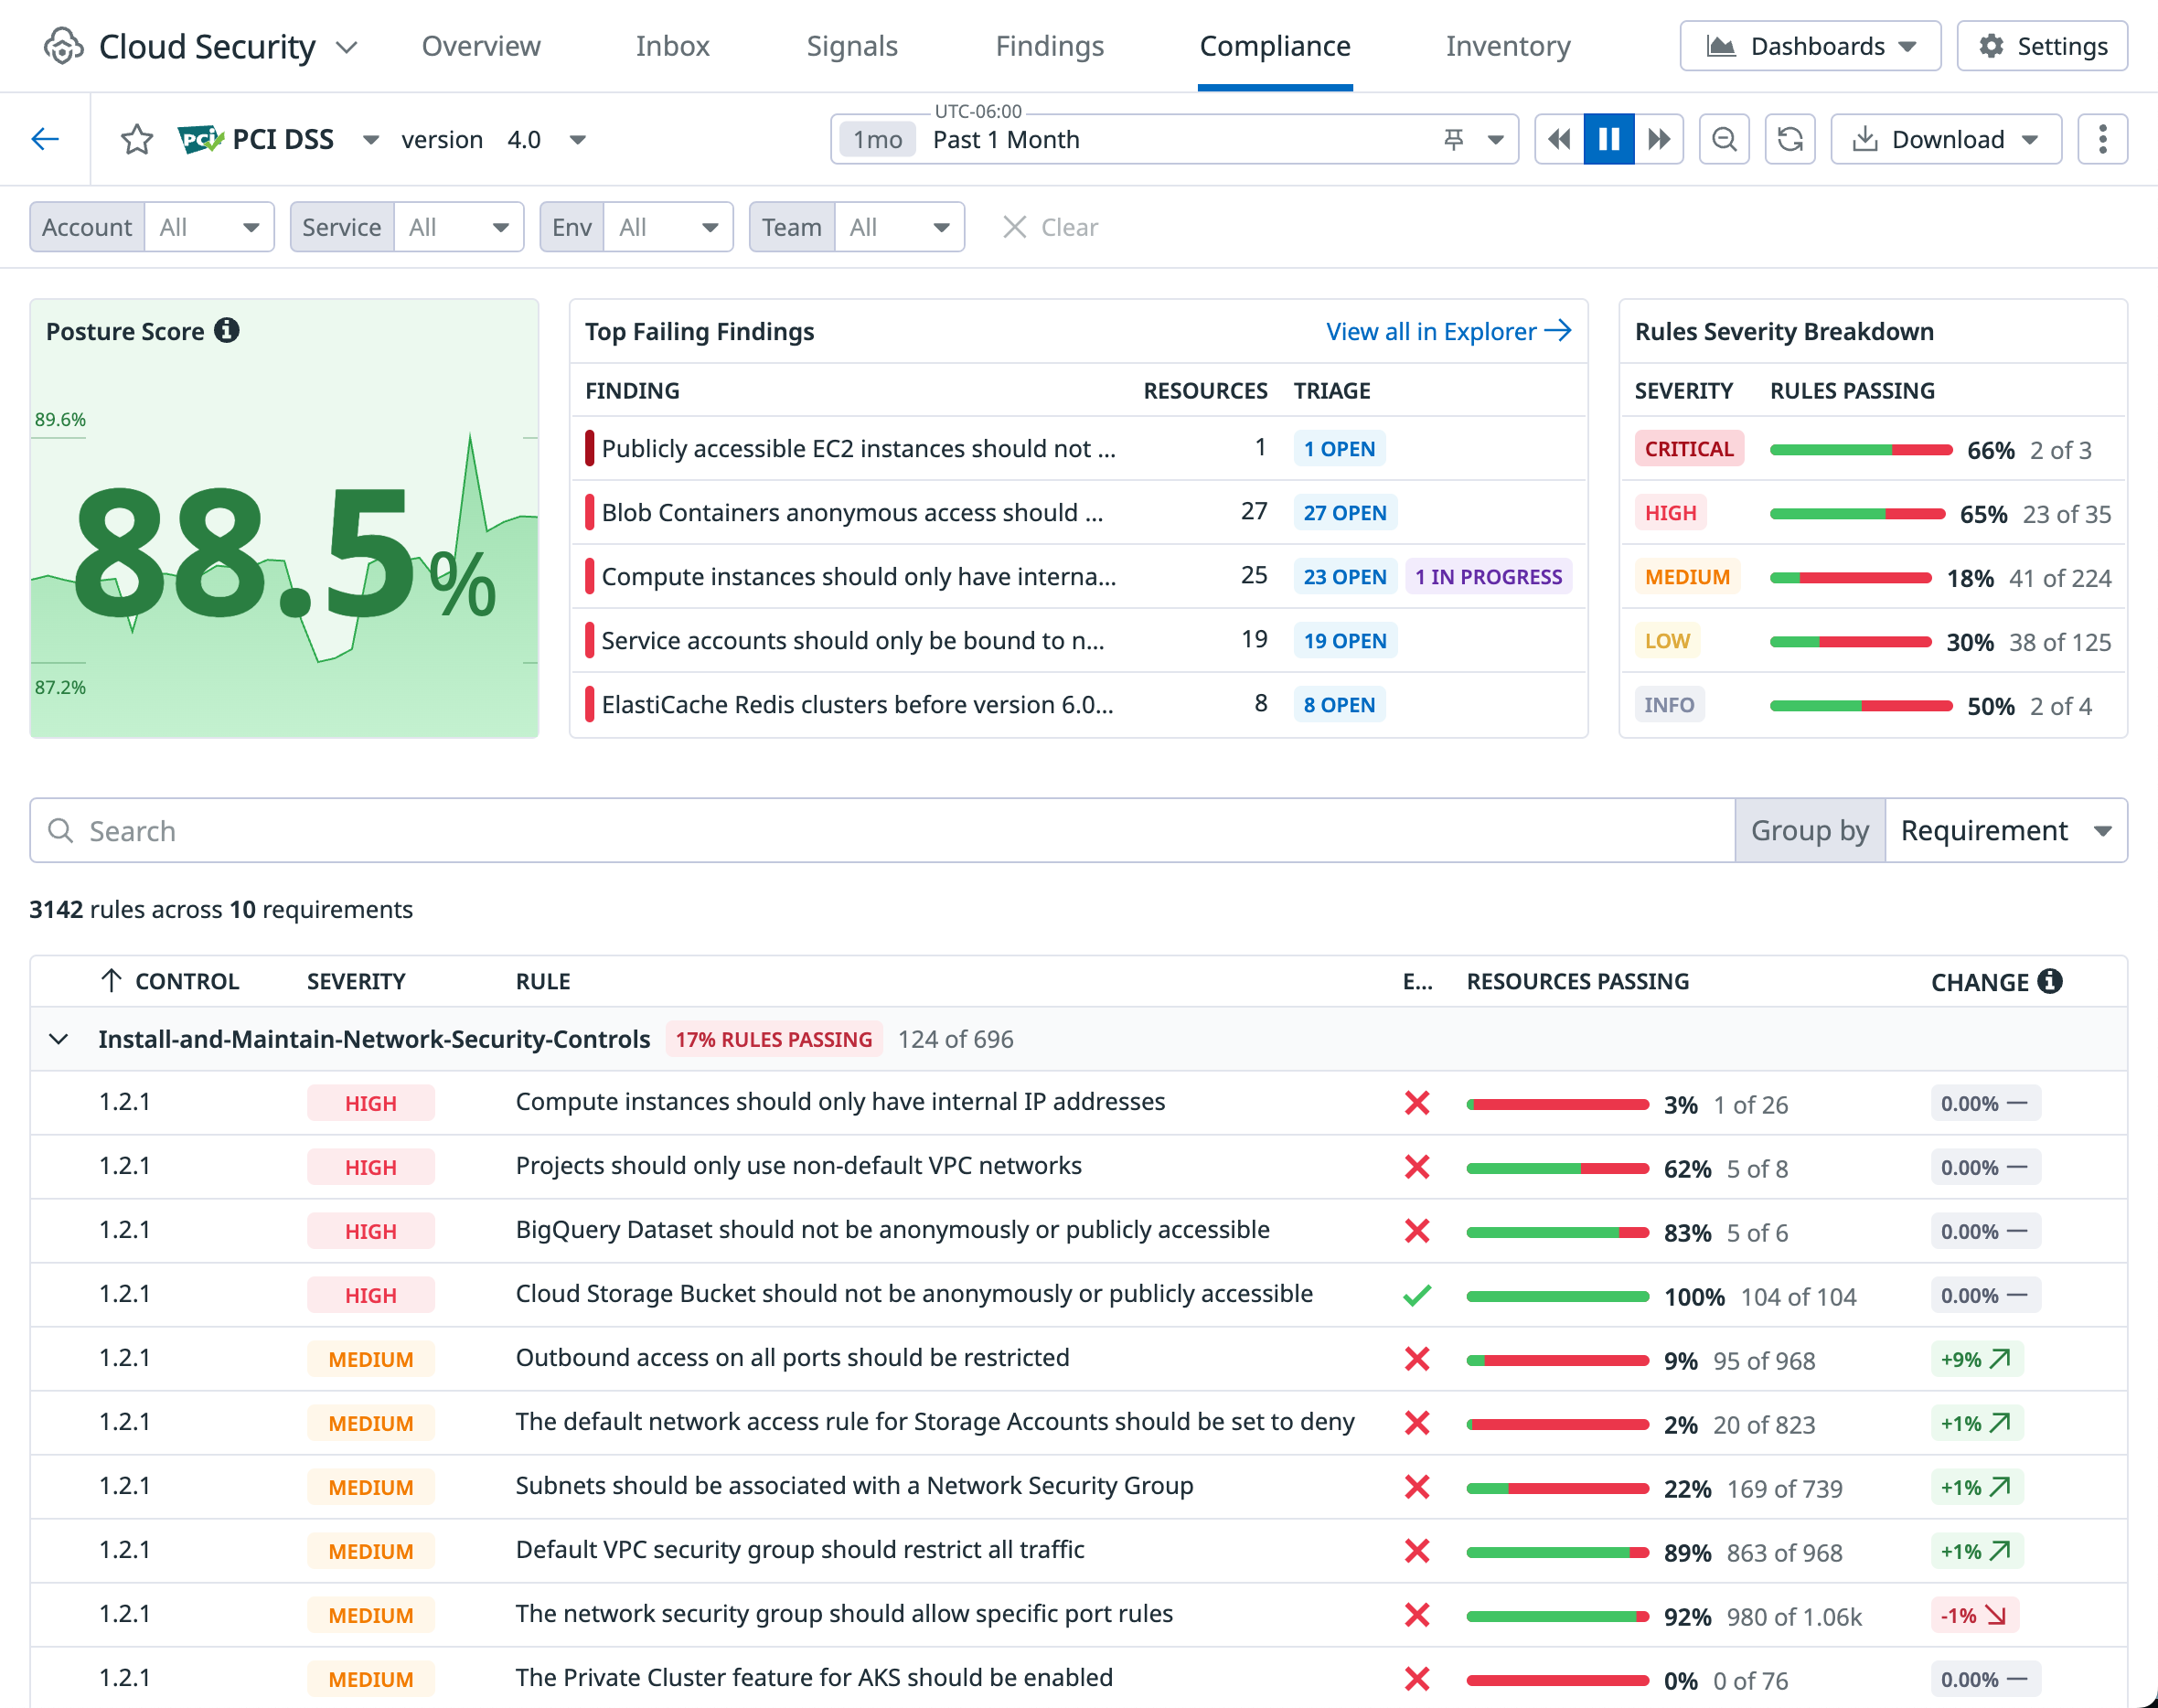 Cloud Security Overview Inbox Signals Findings Compliance Inventory Dashboards Settings
PCI PCI DSS version 4.0 UTC-06:00 1mo Past 1 Month Download
Account All Service All Env All Team All Clear
Posture Score
89.6%
88.5%
87.2%
Top Failing Findings View all in Explorer
FINDING RESOURCES TRIAGE
Publicly accessible EC2 instances should not ... 1 1 OPEN
Blob Containers anonymous access should ... 27 27 OPEN
Compute instances should only have interna... 25 23 OPEN 1 IN PROGRESS
Service accounts should only be bound to n... 19 19 OPEN
ElastiCache Redis clusters before version 6.0... 8 8 OPEN
Rules Severity Breakdown
SEVERITY RULES PASSING
CRITICAL 66% 2 of 3
HIGH 65% 23 of 35
MEDIUM 18% 41 of 224
LOW 30% 38 of 125
INFO 50% 2 of 4
Search Group by Requirement
3142 rules across 10 requirements
CONTROL SEVERITY RULE E... RESOURCES PASSING CHANGE
Install-and-Maintain-Network-Security-Controls 17% RULES PASSING 124 of 696
1.2.1 HIGH Compute instances should only have internal IP addresses 3% 1 of 26 0.00% —
1.2.1 HIGH Projects should only use non-default VPC networks 62% 5 of 8 0.00% —
1.2.1 HIGH BigQuery Dataset should not be anonymously or publicly accessible 83% 5 of 6 0.00% —
1.2.1 HIGH Cloud Storage Bucket should not be anonymously or publicly accessible 100% 104 of 104 0.00% —
1.2.1 MEDIUM Outbound access on all ports should be restricted 9% 95 of 968 +9%
1.2.1 MEDIUM The default network access rule for Storage Accounts should be set to deny 2% 20 of 823 +1%
1.2.1 MEDIUM Subnets should be associated with a Network Security Group 22% 169 of 739 +1%
1.2.1 MEDIUM Default VPC security group should restrict all traffic 89% 863 of 968 +1%
1.2.1 MEDIUM The network security group should allow specific port rules 92% 980 of 1.06k -1%
1.2.1 MEDIUM The Private Cluster feature for AKS should be enabled 0% 0 of 76 0.00% —